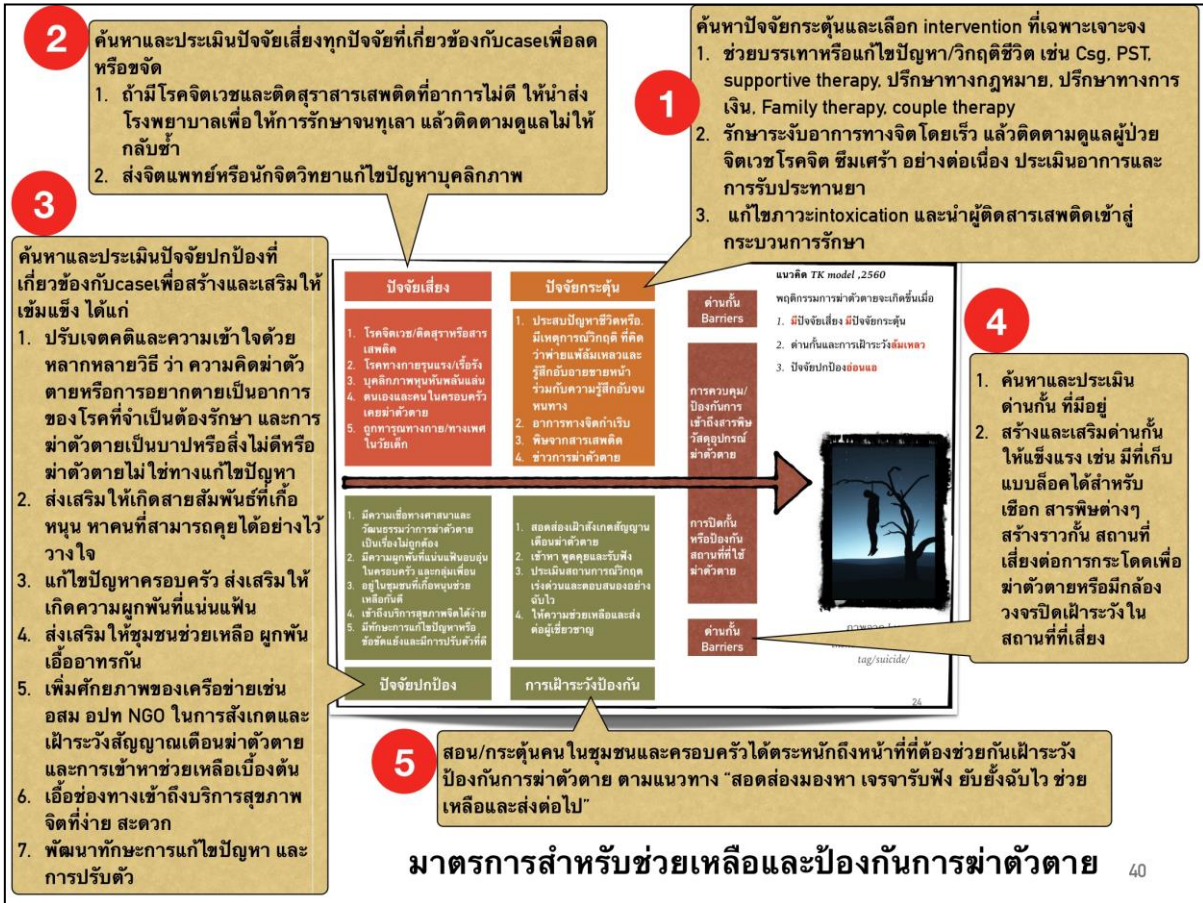 2
ค้นหาและประเมินปัจจัยเสี่ยงทุกปัจจัยที่เกี่ยวข้องกับcaseเพื่อลด
หรือขจัด
1. ถ้ามีโรคจิตเวชและติดสุราสารเสพติดที่อาการไม่ดี ให้นำส่ง
โรงพยาบาลเพื่อให้การรักษาจนทุเลา แล้วติดตามดูแลไม่ให้
กลับซ้ำ
2. ส่งจิตแพทย์หรือนักจิตวิทยาแก้ไขปัญหาบุคลิกภาพ
1
ค้นหาปัจจัยกระตุ้นและเลือก intervention ที่เฉพาะเจาะจง
1. ช่วยบรรเทาหรือแก้ไขปัญหา/วิกฤติชีวิต เช่น Csg, PST,
supportive therapy, ปรึกษาทางกฎหมาย, ปรึกษาทางการ
เงิน, Family therapy, couple therapy
2. รักษาระงับอาการทางจิตโดยเร็ว แล้วติดตามดูแลผู้ป่วย
จิตเวชโรคจิต ซึมเศร้า อย่างต่อเนื่อง ประเมินอาการและ
การรับประทานยา
3. แก้ไขภาวะintoxication และนำผู้ติดสารเสพติดเข้าสู่
กระบวนการรักษา
3
ค้นหาและประเมินปัจจัยปกป้องที่
เกี่ยวข้องกับcaseเพื่อสร้างและเสริมให้
เข้มแข็ง ได้แก่
1. ปรับเจตคติและความเข้าใจด้วย
หลากหลายวิธี ว่า ความคิดฆ่าตัว
ตายหรือการอยากตายเป็นอาการ
ของโรคที่จำเป็นต้องรักษา และการ
ฆ่าตัวตายเป็นบาปหรือสิ่งไม่ดีหรือ
ฆ่าตัวตายไม่ใช่ทางแก้ไขปัญหา
2. ส่งเสริมให้เกิดสายสัมพันธ์ที่เกื้อ
หนุน หาคนที่สามารถคุยได้อย่างไว้
วางใจ
3. แก้ไขปัญหาครอบครัว ส่งเสริมให้
เกิดความผูกพันที่แน่นแฟ้น
4. ส่งเสริมให้ชุมชนช่วยเหลือ ผูกพัน
เอื้ออาทรกัน
5. เพิ่มศักยภาพของเครือข่ายเช่น
อสม อปท NGO ในการสังเกตและ
เฝ้าระวังสัญญาณเตือนฆ่าตัวตาย
และการเข้าหาช่วยเหลือเบื้องต้น
6. เอื้อช่องทางเข้าถึงบริการสุขภาพ
จิตที่ง่าย สะดวก
7. พัฒนาทักษะการแก้ไขปัญหา และ
การปรับตัว
ปัจจัยเสี่ยง
1. โรคจิตเวช/ติดสุราหรือสาร
เสพติด
2. โรคทางกายรุนแรง/เรื้อรัง
3. บุคลิกภาพหุนหันพลันแล่น
4. ตนเองและคนในครอบครัว
เคยฆ่าตัวตาย
5. ถูกทารุณทางกาย/ทางเพศ
ในวัยเด็ก
ปัจจัยกระตุ้น
1. ประสบปัญหาชีวิตหรือ.
มีเหตุการณ์วิกฤติ ที่คิด
ว่าพ่ายแพ้ล้มเหลวและ
รู้สึกอับอายขายหน้า
ร่วมกับความรู้สึกอับจน
หนทาง
2. อาการทางจิตกำเริบ
3. พิษจากสารเสพติด
4. ข่าวการฆ่าตัวตาย
ด่านกั้น
Barriers
การควบคุม/
ป้องกันการ
เข้าถึงสารพิษ
วัสดุอุปกรณ์
ฆ่าตัวตาย
แนวคิด TK model ,2560
พฤติกรรมการฆ่าตัวตายจะเกิดขึ้นเมื่อ
1. มีปัจจัยเสี่ยง มีปัจจัยกระตุ้น
2. ด่านกั้นและการเฝ้าระวังล้มเหลว
3. ปัจจัยปกป้องอ่อนแอ
4
1. ค้นหาและประเมิน
ด่านกั้น ที่มีอยู่
2. สร้างและเสริมด่านกั้น
ให้แข็งแรง เช่น มีที่เก็บ
แบบล็อคได้สำหรับ
เชือก สารพิษต่างๆ
สร้างราวกั้น สถานที่
เสี่ยงต่อการกระโดดเพื่อ
ฆ่าตัวตายหรือมีกล้อง
วงจรปิดเฝ้าระวังใน
สถานที่ที่เสี่ยง
1. มีความเชื่อทางศาสนาและ
วัฒนธรรมว่าการฆ่าตัวตาย
เป็นเรื่องไม่ถูกต้อง
2. มีความผูกพันที่แน่นแฟ้นอบอุ่น
ในครอบครัว และกลุ่มเพื่อน
3. อยู่ในชุมชนที่เกื้อหนุนช่วย
เหลือกันดี
4. เข้าถึงบริการสุขภาพจิตได้ง่าย
5. มีทักษะการแก้ไขปัญหาหรือ
ข้อขัดแย้งและมีการปรับตัวที่ดี
ปัจจัยปกป้อง
1. สอดส่องเฝ้าสังเกตสัญญาน
เตือนฆ่าตัวตาย
2. เข้าหา พูดคุยและรับฟัง
3. ประเมินสถานการณ์วิกฤต
เร่งด่วนและตอบสนองอย่าง
ฉับไว
4. ให้ความช่วยเหลือและส่ง
ต่อผู้เชี่ยวชาญ
การเฝ้าระวังป้องกัน
การปิดกั้น
หรือป้องกัน
สถานที่ที่ใช้
ฆ่าตัวตาย
ด่านกั้น
Barriers
tag/suicide/
24
5
สอน/กระตุ้นคนในชุมชนและครอบครัวได้ตระหนักถึงหน้าที่ที่ต้องช่วยกันเฝ้าระวัง
ป้องกันการฆ่าตัวตาย ตามแนวทาง "สอดส่องมองหา เจรจารับฟัง ยับยั้งฉับไว ช่วย
เหลือและส่งต่อไป"
มาตรการสำหรับช่วยเหลือและป้องกันการฆ่าตัวตาย
40